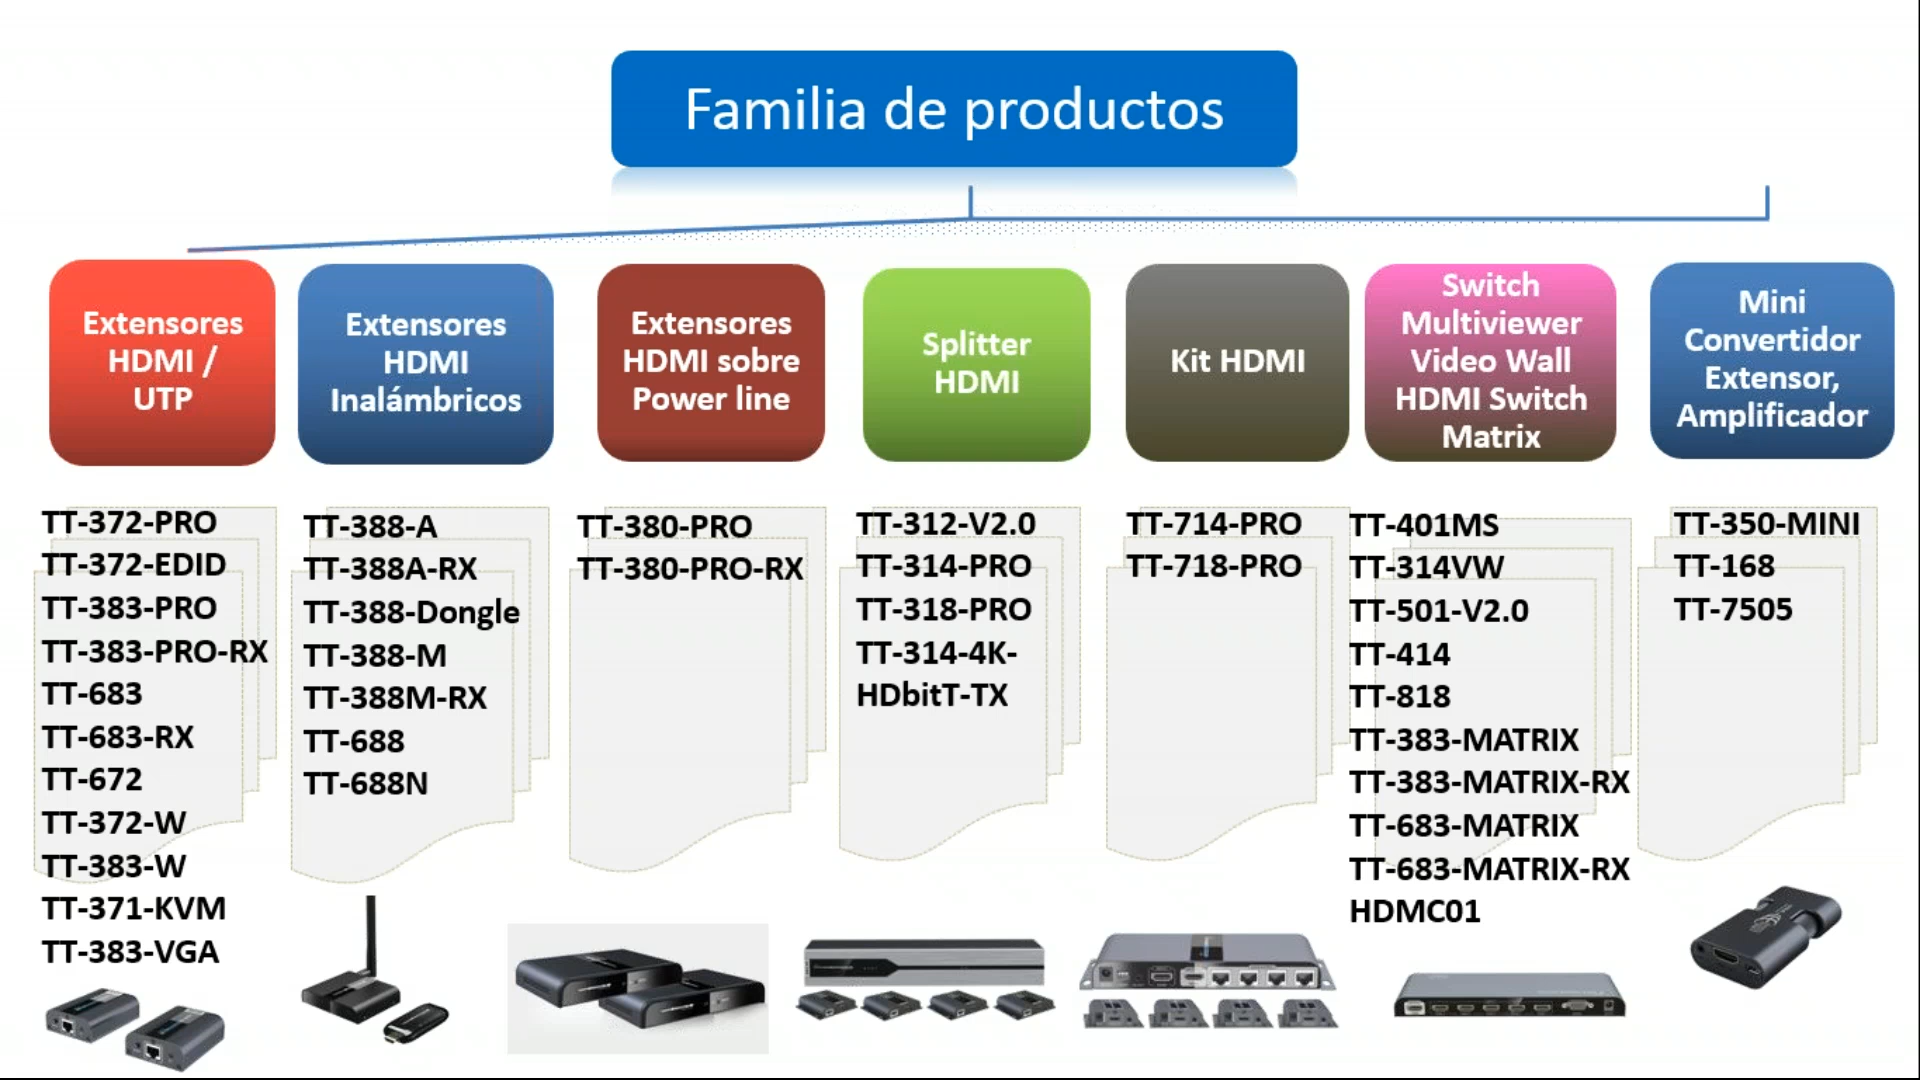 Familia de productos
Extensores
HDMI /
UTP
TT-372-PRO
TT-372-EDID
TT-383-PRO
TT-383-PRO-RX
TT-683
TT-683-RX
TT-672
TT-372-W
TT-383-W
TT-371-KVM
TT-383-VGA
Extensores
HDMI
Inalámbricos
TT-388-A
TT-388A-RX
TT-388-Dongle
TT-388-M
TT-388M-RX
TT-688
TT-688N
Extensores
HDMI sobre
Power line
TT-380-PRO
TT-380-PRO-RX
Splitter
HDMI
TT-312-V2.0
TT-314-PRO
TT-318-PRO
TT-314-4K-
HDbitT-TX
Kit HDMI
TT-714-PRO
TT-718-PRO
Switch
Multiviewer
Video Wall
HDMI Switch
Matrix
TT-401MS
TT-314VW
TT-501-V2.0
TT-414
TT-818
TT-383-MATRIX
TT-383-MATRIX-RX
TT-683-MATRIX
TT-683-MATRIX-RX
HDMC01
Mini
Convertidor
Extensor,
Amplificador
TT-350-MINI
TT-168
TT-7505